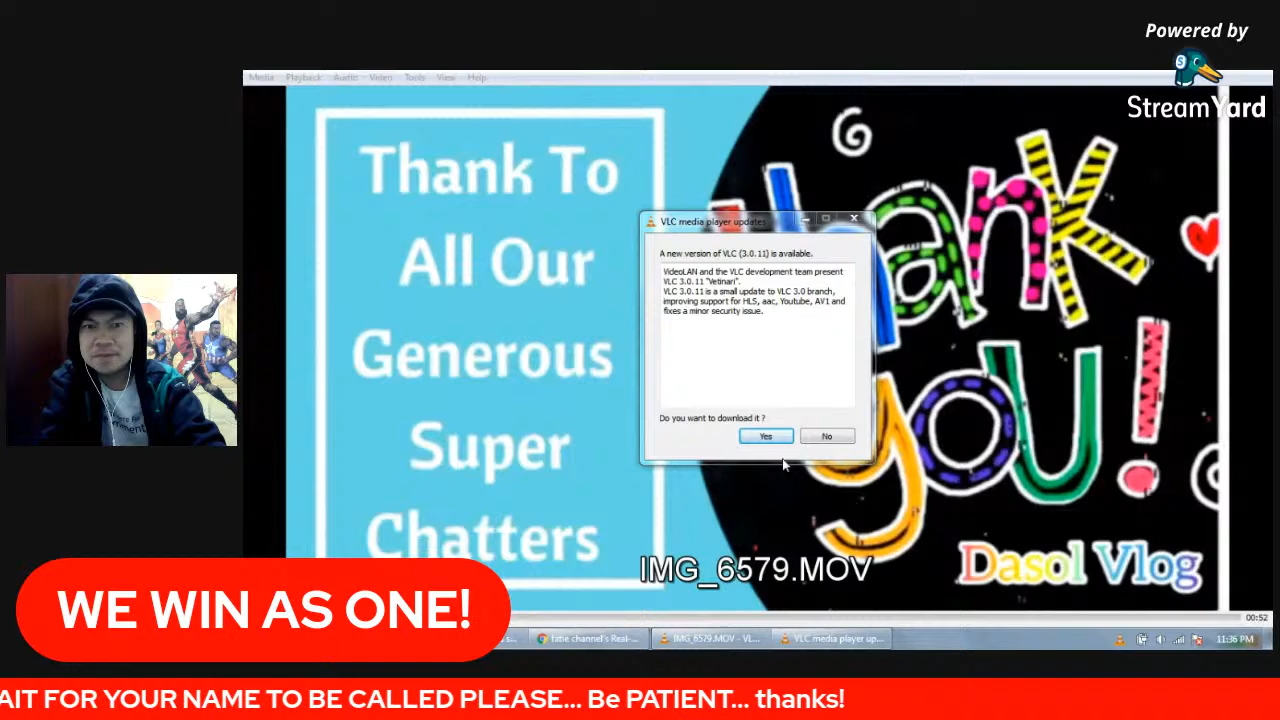 Powered by
StreamYard
Media Playback Audio Video Tools View Help
Thank To
All Our
Generous
Super
Chatters
thank
you!
Dasol Vlog
VLC media player updates
A new version of VLC (3.0.11) is available.
VideoLAN and the VLC development team present
VLC 3.0.11 "Vetinari".
VLC 3.0.11 is a small update to VLC 3.0 branch,
improving support for HLS, aac, Youtube, AV1 and
fixes a minor security issue.
Do you want to download it ?
Yes No
IMG_6579.MOV
00:52
fatie channel's Real-... IMG_6579.MOV - VL... VLC media player up... 11:36 PM
WE WIN AS ONE!
AIT FOR YOUR NAME TO BE CALLED PLEASE... Be PATIENT... thanks!